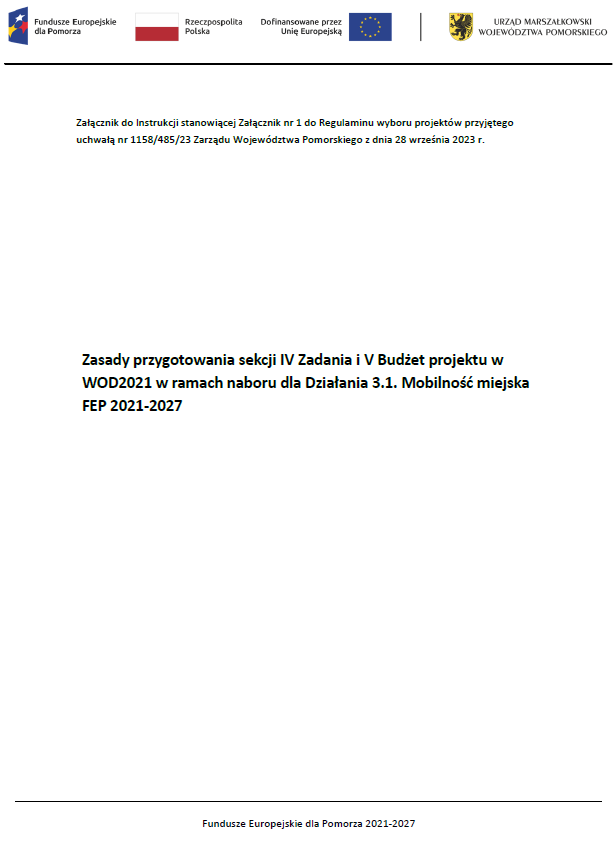 Fundusze Europejskie
dla Pomorza
Rzeczpospolita
Polska
Dofinansowane przez
Unię Europejską
URZĄD MARSZAŁKOWSKI
WOJEWÓDZTWA POMORSKIEGO
Załącznik do Instrukcji stanowiącej Załącznik nr 1 do Regulaminu wyboru projektów przyjętego
uchwałą nr 1158/485/23 Zarządu Województwa Pomorskiego z dnia 28 września 2023 r.
Zasady przygotowania sekcji IV Zadania i V Budżet projektu w
WOD2021 w ramach naboru dla Działania 3.1. Mobilność miejska
FEP 2021-2027
Fundusze Europejskie dla Pomorza 2021-2027